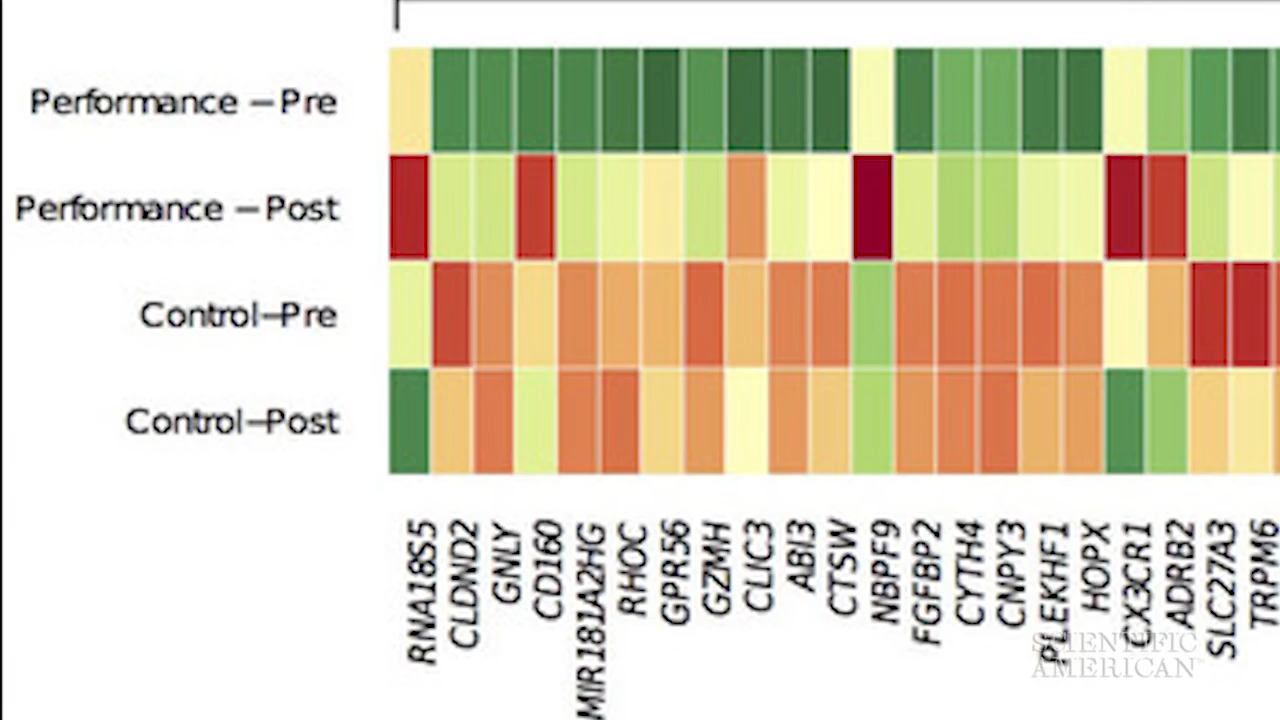 Performance – Pre
Performance – Post
Control–Pre
Control–Post
RNA18S5
CLDND2
GNLY
CD160
MIR181A2HG
RHOC
GPR56
GZMH
CLIC3
ABI3
CTSW
NBPF9
FGFBP2
CYTH4
CNPY3
PLEKHF1
HOPX
CX3CR1
ADRB2
SLC27A3
TRPM6
SCIENTIFIC
AMERICAN™